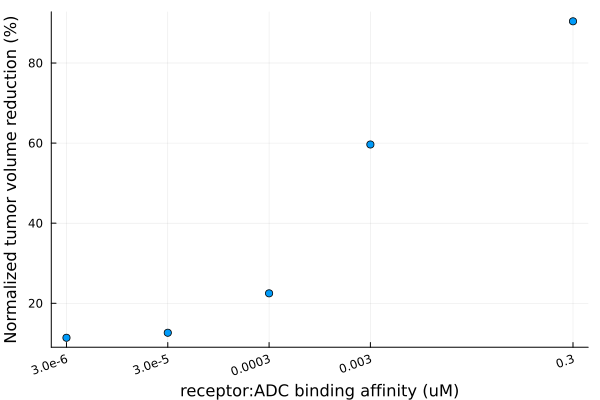 Normalized tumor volume reduction (%)
80
60
40
20
3.0e-6
3.0e-5
0.0003
0.003
0.3
receptor:ADC binding affinity (uM)